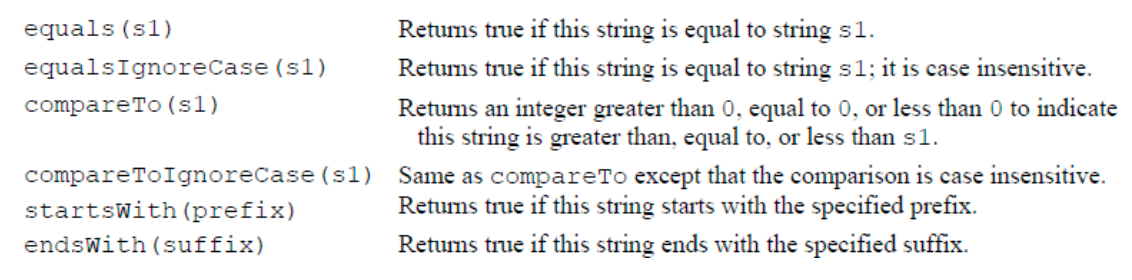 equals(s1) Returns true if this string is equal to string s1.
equalsIgnoreCase(s1) Returns true if this string is equal to string s1; it is case insensitive.
compareTo(s1) Returns an integer greater than 0, equal to 0, or less than 0 to indicate
this string is greater than, equal to, or less than s1.
compareToIgnoreCase(s1) Same as compareTo except that the comparison is case insensitive.
startsWith(prefix) Returns true if this string starts with the specified prefix.
endsWith(suffix) Returns true if this string ends with the specified suffix.